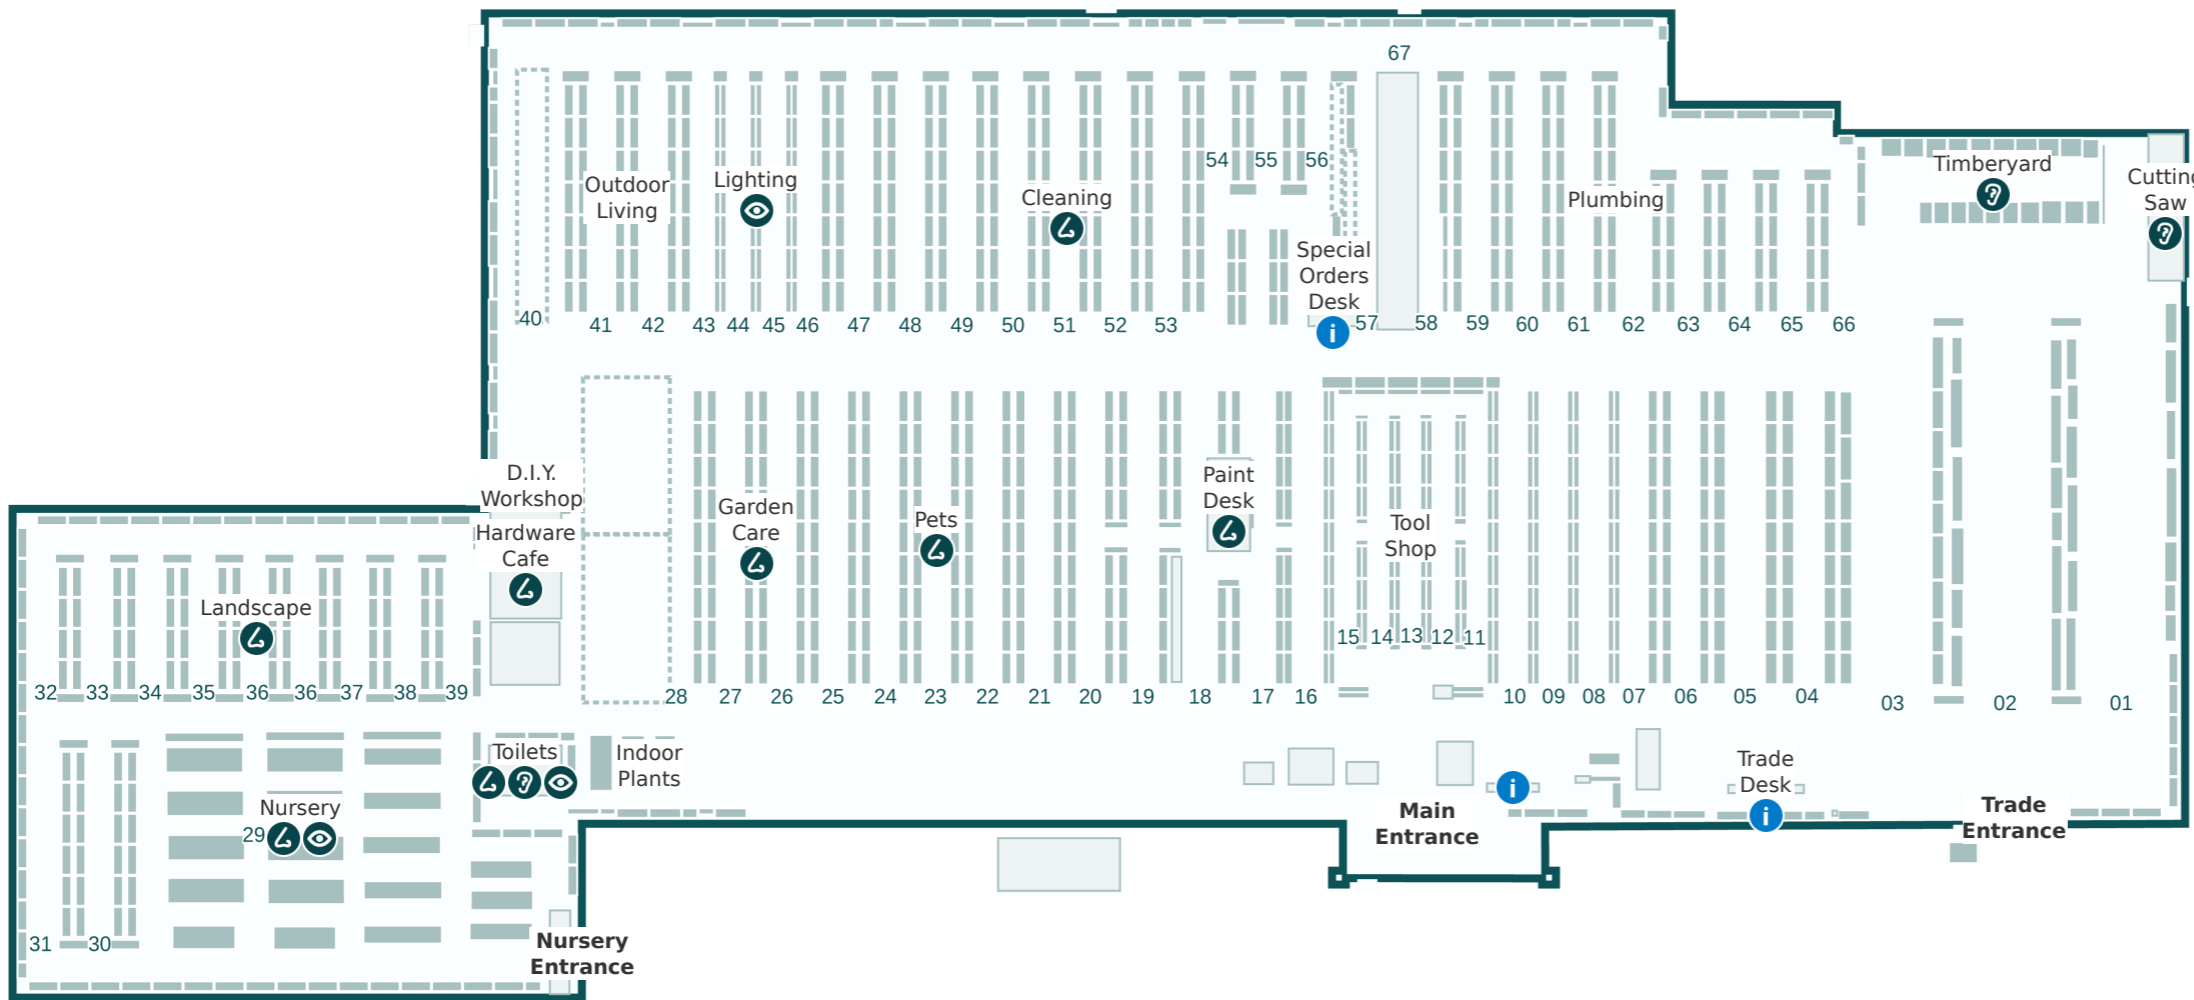 67
54
55
56
Outdoor
Living
Lighting
Cleaning
Plumbing
Timberyard
Cutting
Saw
Special
Orders
Desk
40
41
42
43
44
45
46
47
48
49
50
51
52
53
57
58
59
60
61
62
63
64
65
66
D.I.Y.
Workshop
Hardware
Cafe
Garden
Care
Pets
Paint
Desk
Tool
Shop
Landscape
15
14
13
12
11
32
33
34
35
36
36
37
38
39
28
27
26
25
24
23
22
21
20
19
18
17
16
10
09
08
07
06
05
04
03
02
01
Toilets
Indoor
Plants
Trade
Desk
Nursery
29
Main
Entrance
Trade
Entrance
31
30
Nursery
Entrance